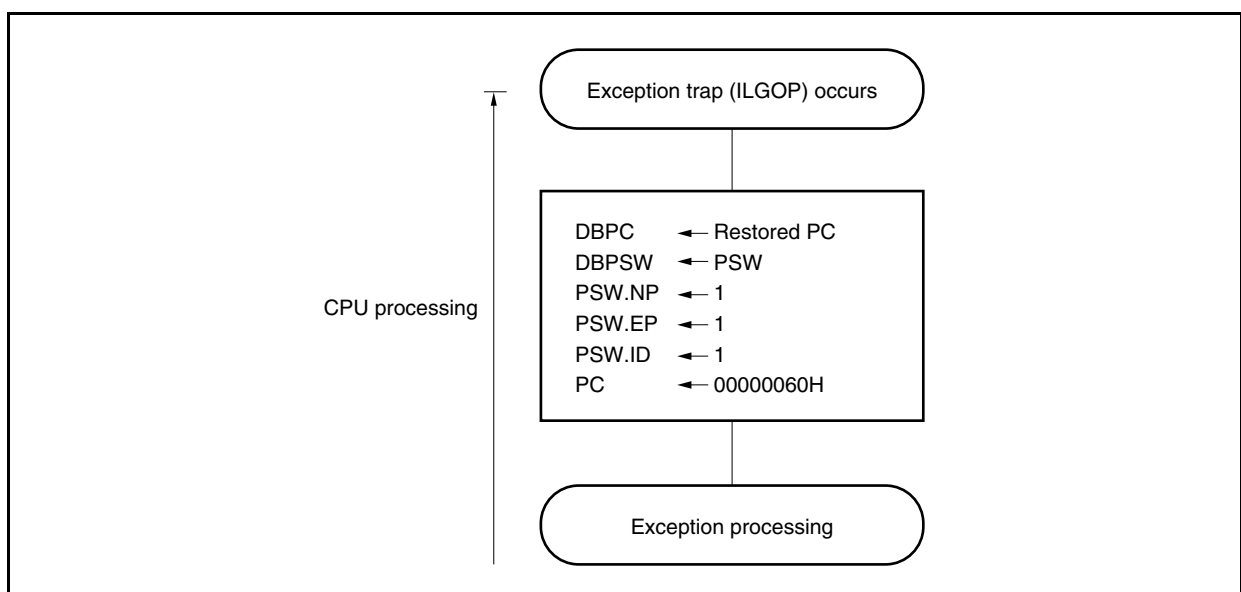 Exception trap (ILGOP) occurs
CPU processing
DBPC ← Restored PC
DBPSW ← PSW
PSW.NP ← 1
PSW.EP ← 1
PSW.ID ← 1
PC ← 00000060H
Exception processing